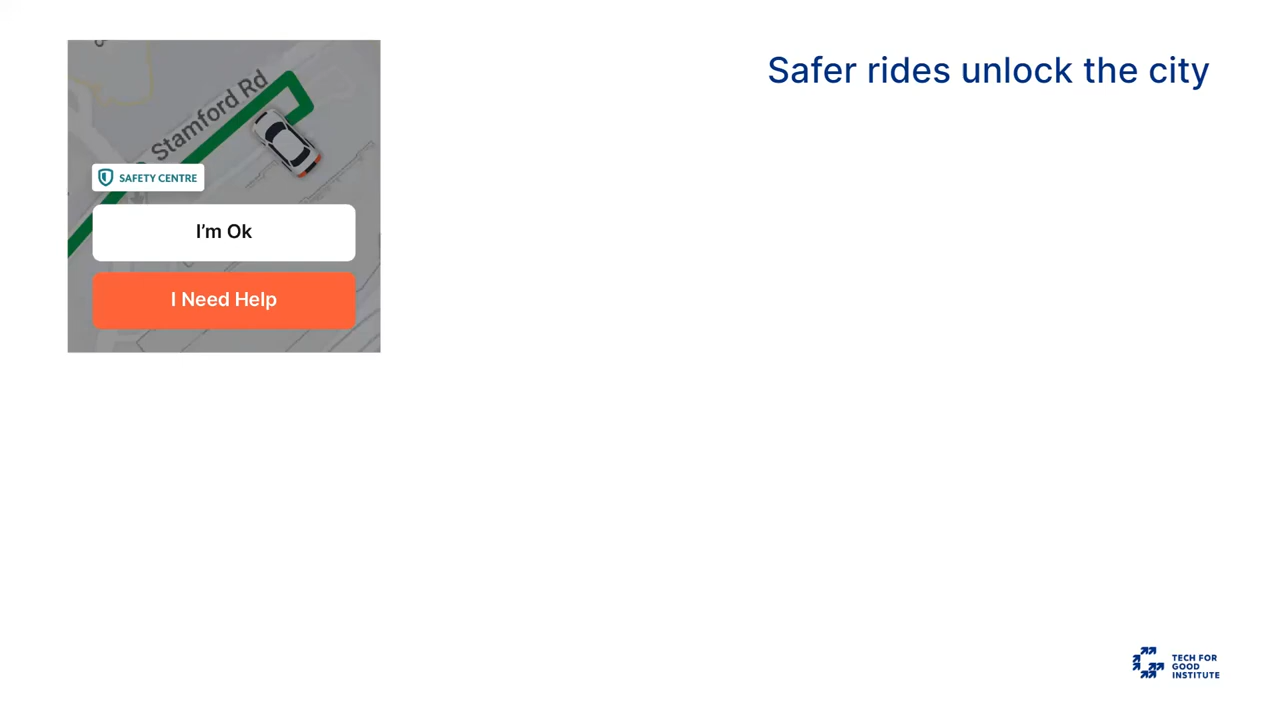 Safer rides unlock the city
Stamford Rd
SAFETY CENTRE
I'm Ok
I Need Help
TECH FOR
GOOD
INSTITUTE